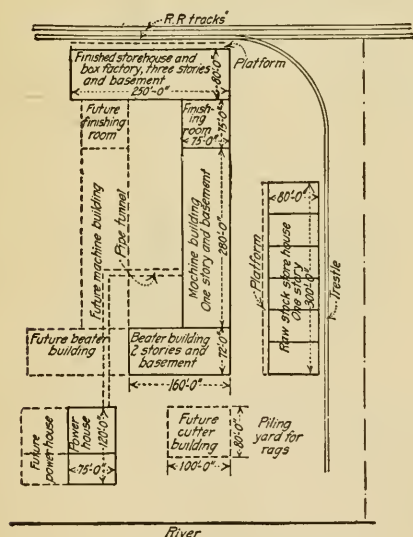 R.R tracks
Finished storehouse and
box factory, three stories
and basement
250'-0"
80'-0"
Platform
Future
finishing
room
Finish-
ing
room
75'-0"
75'-0"
Future machine building
Pipe tunnel
Machine building
One story and basement
280'-0"
80'-0"
Platform
Raw stock store house
One story
300'-0"
Trestle
Future beater
building
Beater building
2 stories and
basement
72'-0"
160'-0"
Future
power house
Power
house
120'-0"
75'-0"
Future
cutter
building
80'-0"
100'-0"
Piling
yard for
rags
River